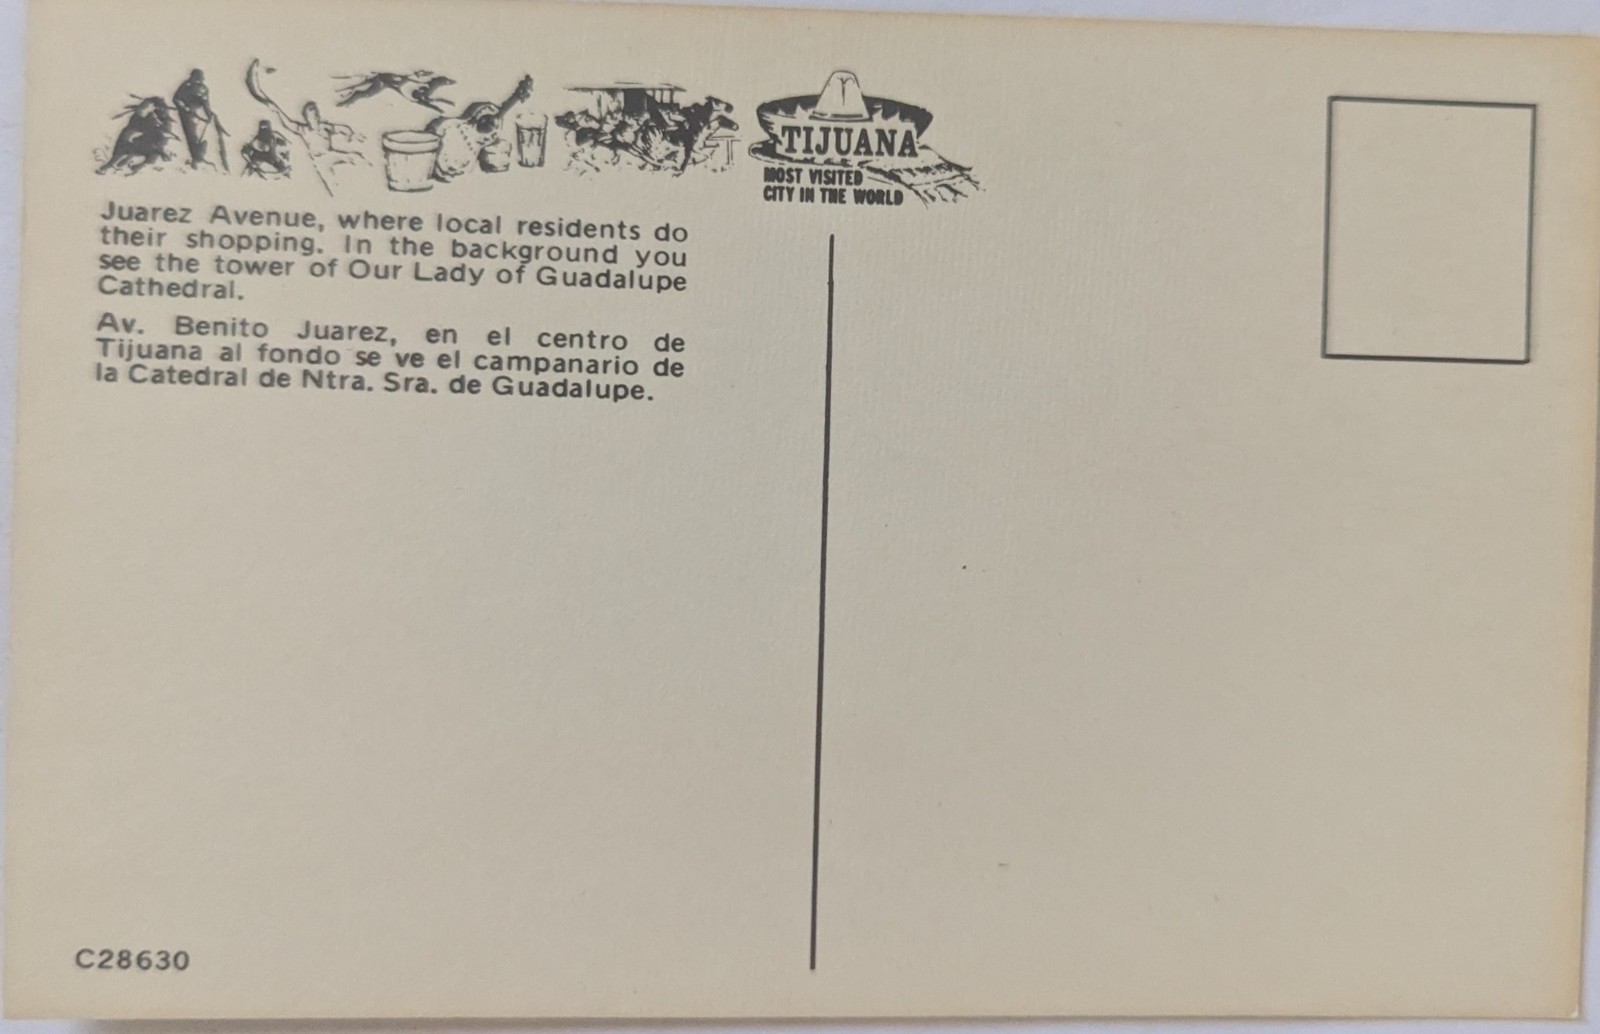 TIJUANA
MOST VISITED
CITY IN THE WORLD
Juarez Avenue, where local residents do
their shopping. In the background you
see the tower of Our Lady of Guadalupe
Cathedral.
Av. Benito Juarez, en el centro de
Tijuana al fondo se ve el campanario de
la Catedral de Ntra. Sra. de Guadalupe.
C28630